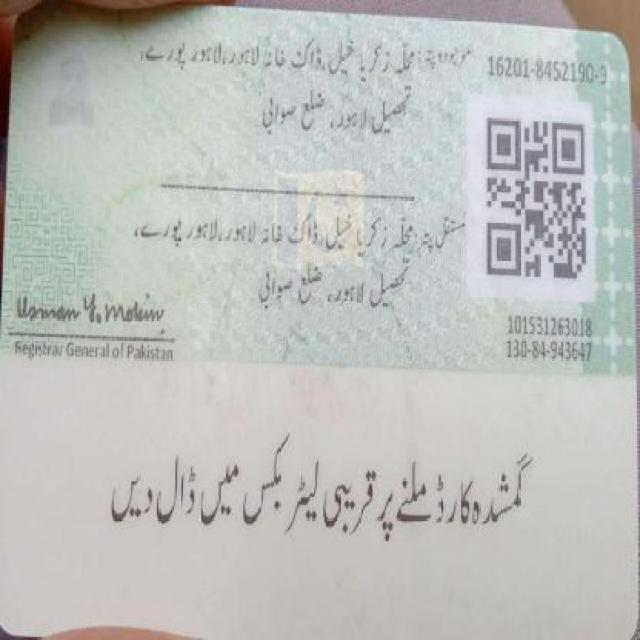 16201-8452190-9
موجودہ پتہ: محلہ زکریا خیل، ڈاک خانہ لاہور، لاہور پورے،
تحصیل لاہور، ضلع صوابی
مستقل پتہ: محلہ زکریا خیل، ڈاک خانہ لاہور، لاہور پورے،
تحصیل لاہور، ضلع صوابی
Usman Y. Mobin
Registrar General of Pakistan
101531263018
130-84-943647
گمشدہ کارڈ ملنے پر قریبی لیٹر بکس میں ڈال دیں